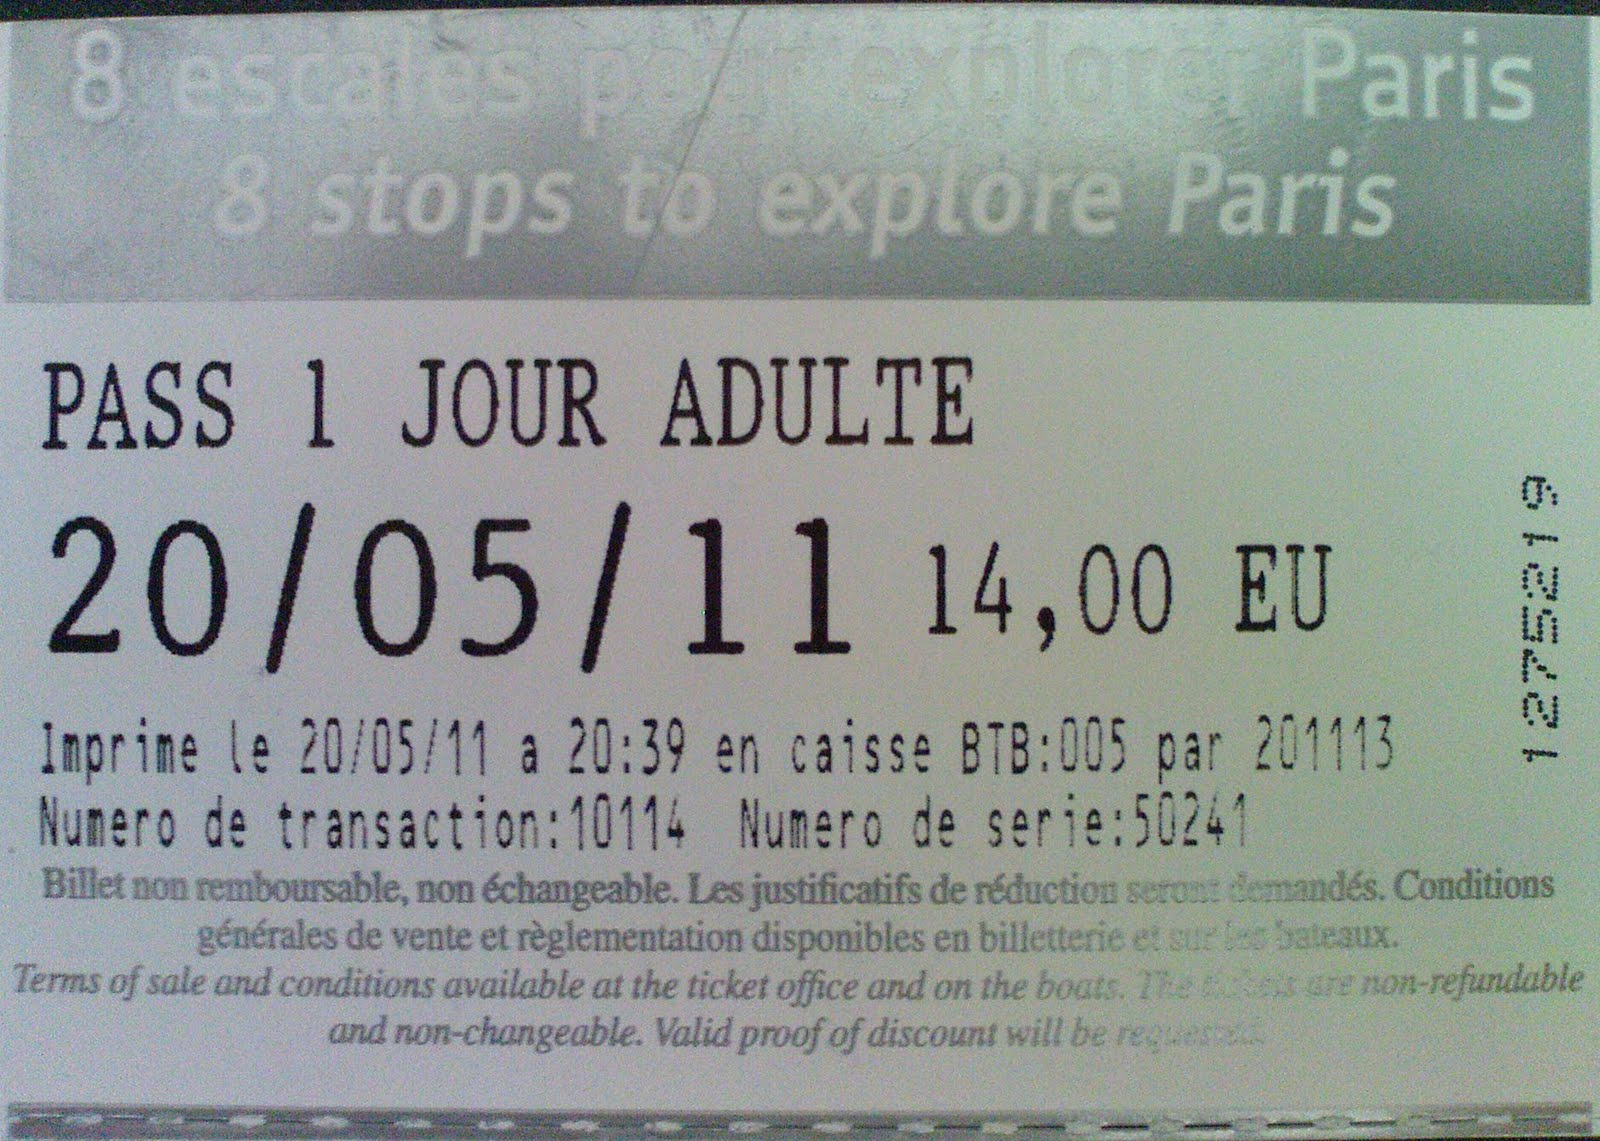 8 escales pour explorer Paris
8 stops to explore Paris
PASS 1 JOUR ADULTE
20/05/11 14,00 EU
1275219
Imprime le 20/05/11 a 20:39 en caisse BTB:005 par 201113
Numero de transaction:10114 Numero de serie:50241
Billet non remboursable, non échangeable. Les justificatifs de réduction seront demandés. Conditions
générales de vente et règlementation disponibles en billetterie et sur les bateaux.
Terms of sale and conditions available at the ticket office and on the boats. The tickets are non-refundable
and non-changeable. Valid proof of discount will be requested.